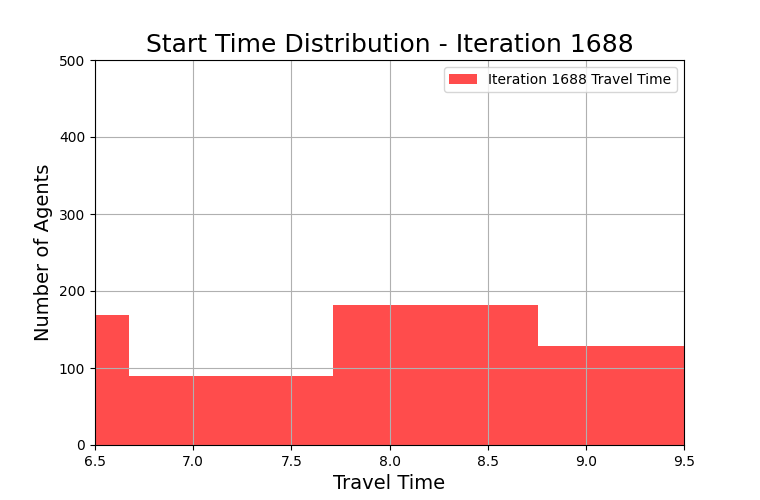 Start Time Distribution - Iteration 1688
Iteration 1688 Travel Time
500
400
300
200
100
0
Number of Agents
6.5 7.0 7.5 8.0 8.5 9.0 9.5
Travel Time